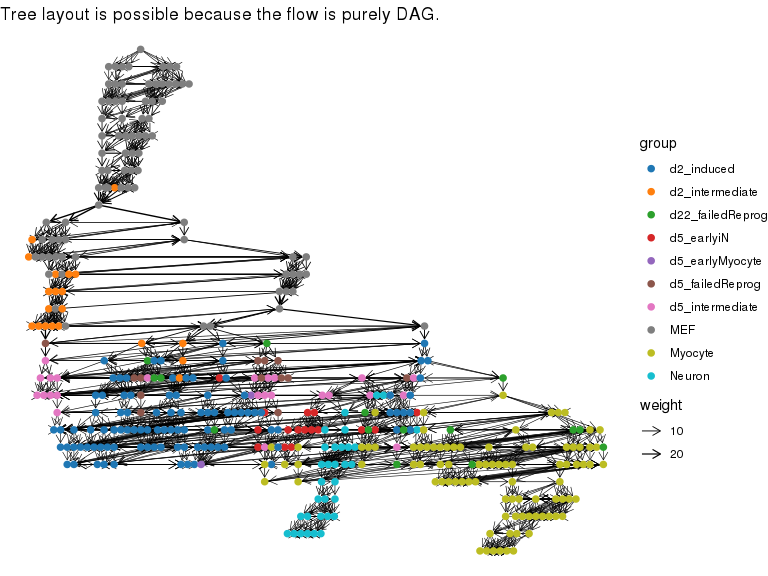 Tree layout is possible because the flow is purely DAG.
group
d2_induced
d2_intermediate
d22_failedReprog
d5_earlyiN
d5_earlyMyocyte
d5_failedReprog
d5_intermediate
MEF
Myocyte
Neuron
weight
10
20